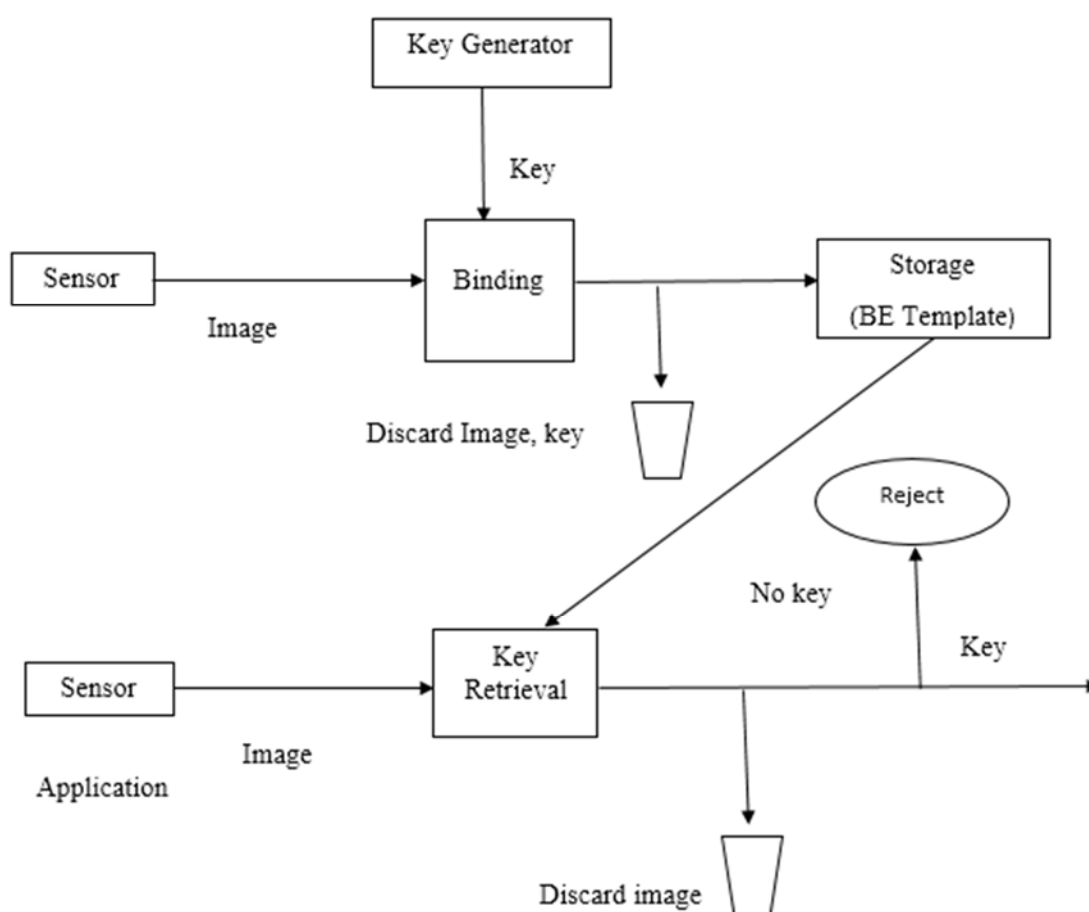 Key Generator
Key
Sensor
Binding
Storage
(BE Template)
Image
Discard Image, key
Reject
No key
Key
Key
Retrieval
Sensor
Image
Application
Discard image